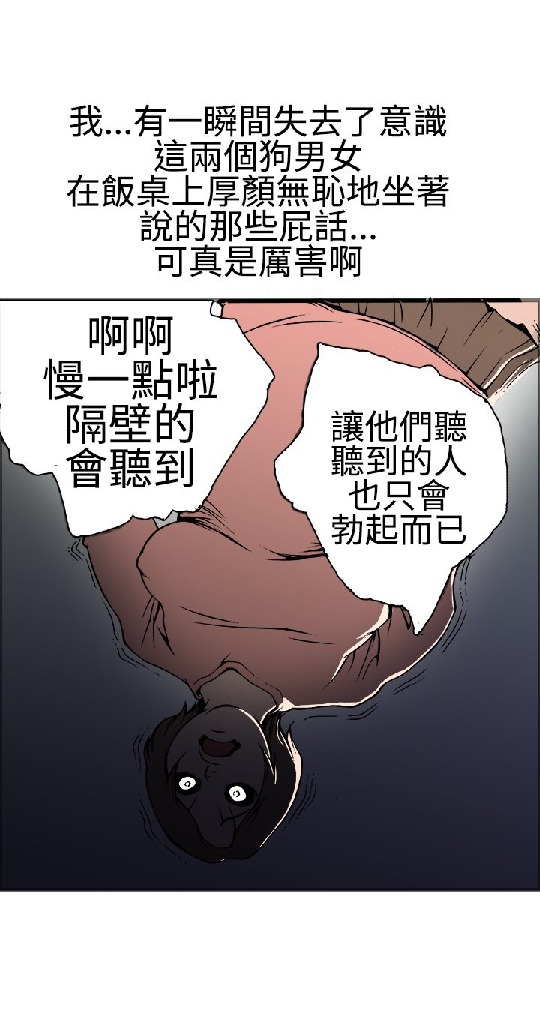 我...有一瞬間失去了意識
這兩個狗男女
在飯桌上厚顏無恥地坐著
說的那些屁話...
可真是厲害啊
啊啊
慢一點啦
隔壁的
會聽到
讓他們聽
聽到的人
也只會
勃起而已